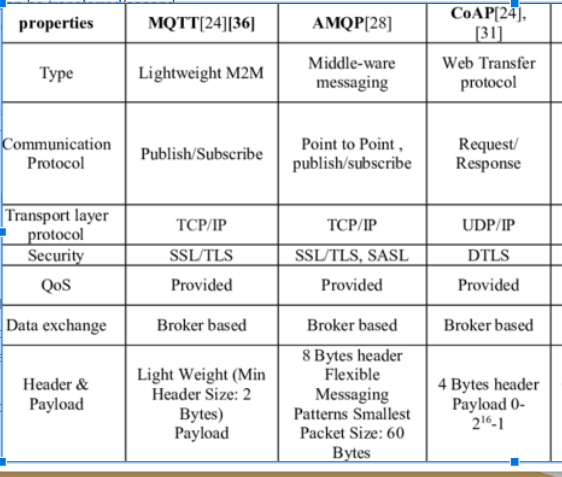 properties
MQTT[24][36]
AMQP[28]
CoAP[24],
[31]
Type
Lightweight M2M
Middle-ware
messaging
Web Transfer
protocol
Communication
Protocol
Publish/Subscribe
Point to Point ,
publish/subscribe
Request/
Response
Transport layer
protocol
TCP/IP
TCP/IP
UDP/IP
Security
SSL/TLS
SSL/TLS, SASL
DTLS
QoS
Provided
Provided
Provided
Data exchange
Broker based
Broker based
Broker based
Header &
Payload
Light Weight (Min
Header Size: 2
Bytes)
Payload
8 Bytes header
Flexible
Messaging
Patterns Smallest
Packet Size: 60
Bytes
4 Bytes header
Payload 0-
2¹⁶-1